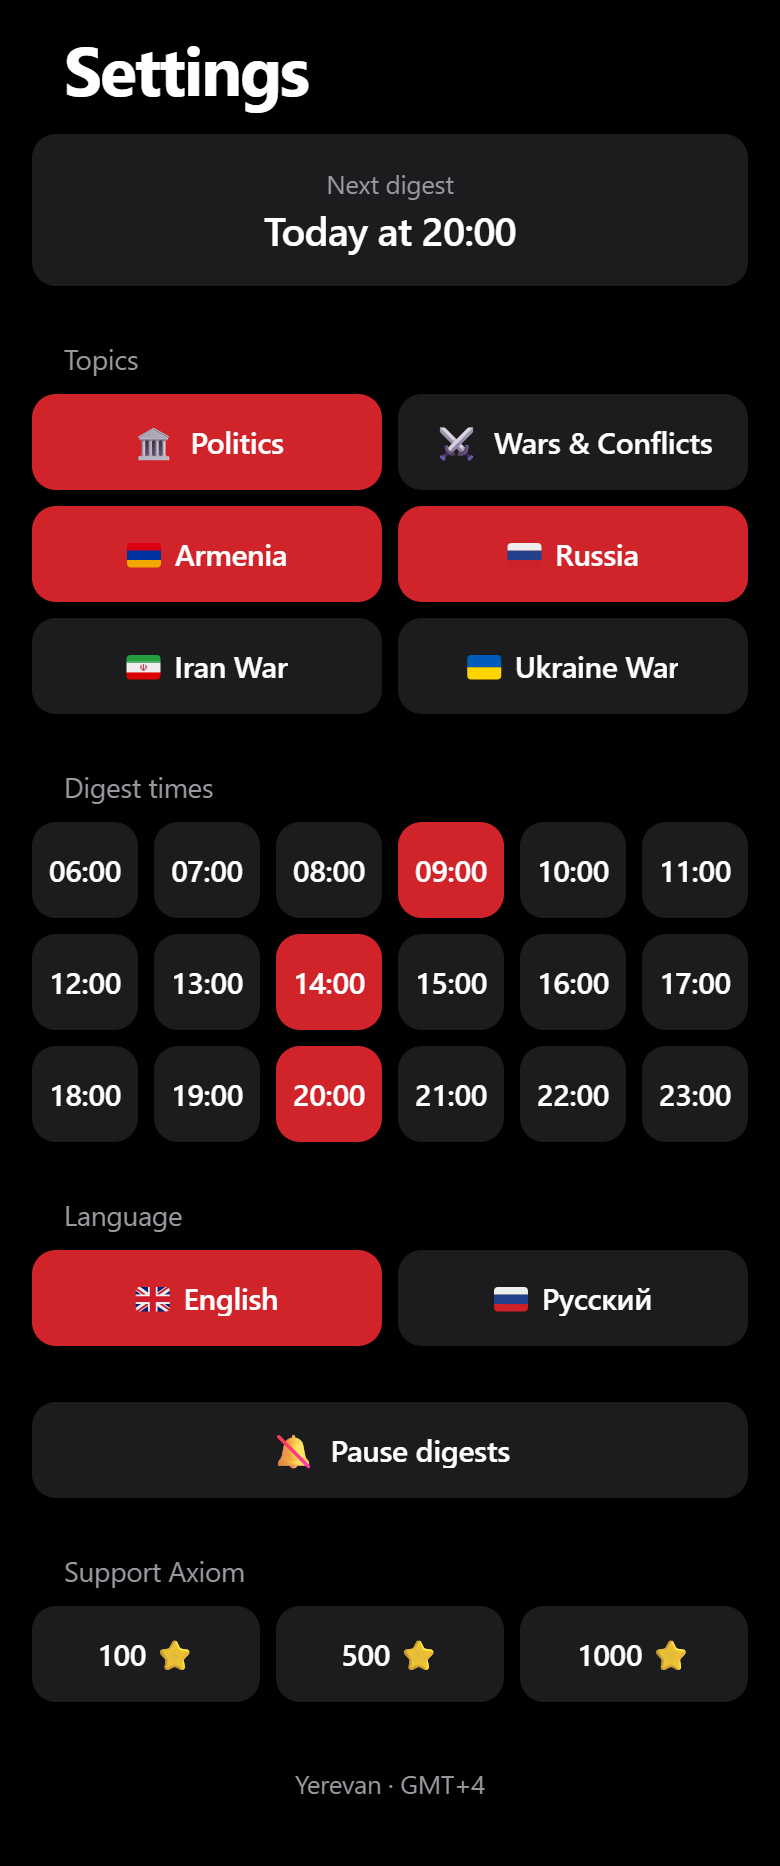 Settings
Next digest
Today at 20:00
Topics
Politics
Wars & Conflicts
Armenia
Russia
Iran War
Ukraine War
Digest times
06:00 07:00 08:00 09:00 10:00 11:00
12:00 13:00 14:00 15:00 16:00 17:00
18:00 19:00 20:00 21:00 22:00 23:00
Language
English
Русский
Pause digests
Support Axiom
100
500
1000
Yerevan · GMT+4